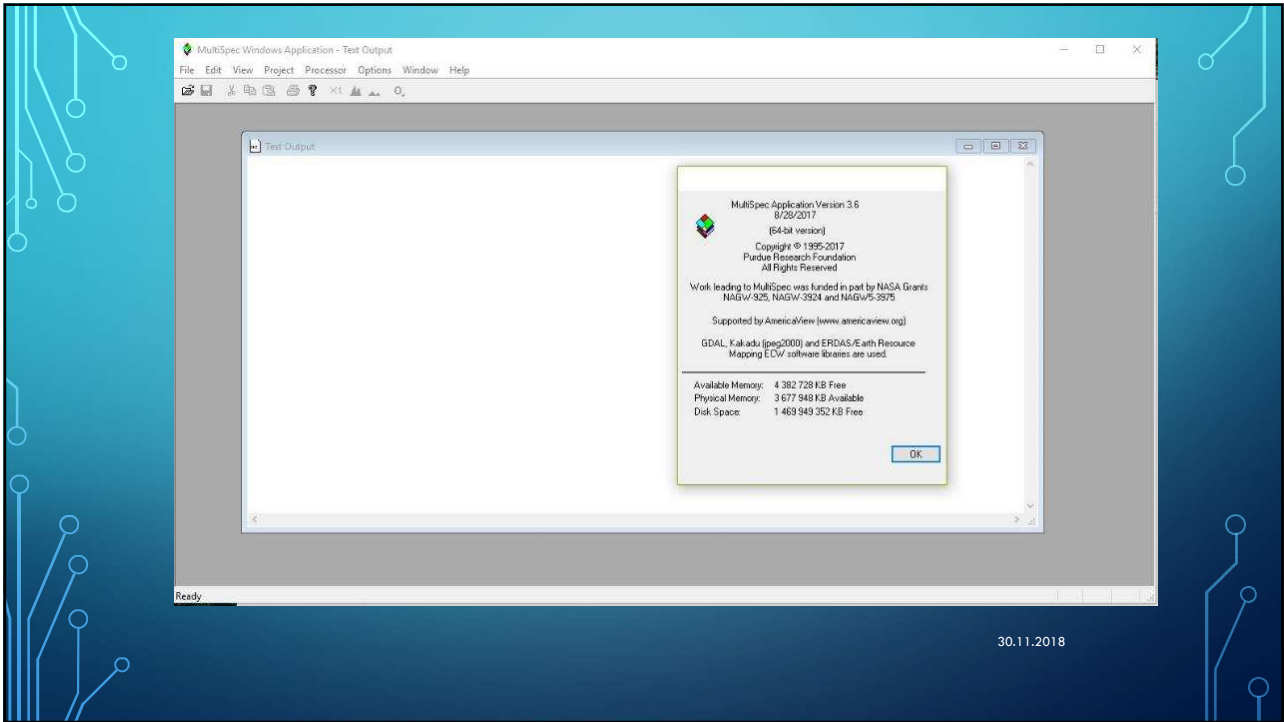 MultiSpec Windows Application - Text Output
File Edit View Project Processor Options Window Help
×1
Text Output
MultiSpec Application Version 3.6
8/28/2017
(64-bit version)
Copyright © 1995-2017
Purdue Research Foundation
All Rights Reserved
Work leading to MultiSpec was funded in part by NASA Grants
NAGW-925, NAGW-3924 and NAGW5-3975
Supported by AmericaView (www.americaview.org)
GDAL, Kakadu (jpeg2000) and ERDAS/Earth Resource
Mapping ECW software libraries are used.
Available Memory: 4 382 728 KB Free
Physical Memory: 3 677 948 KB Available
Disk Space: 1 469 949 352 KB Free
OK
Ready
30.11.2018